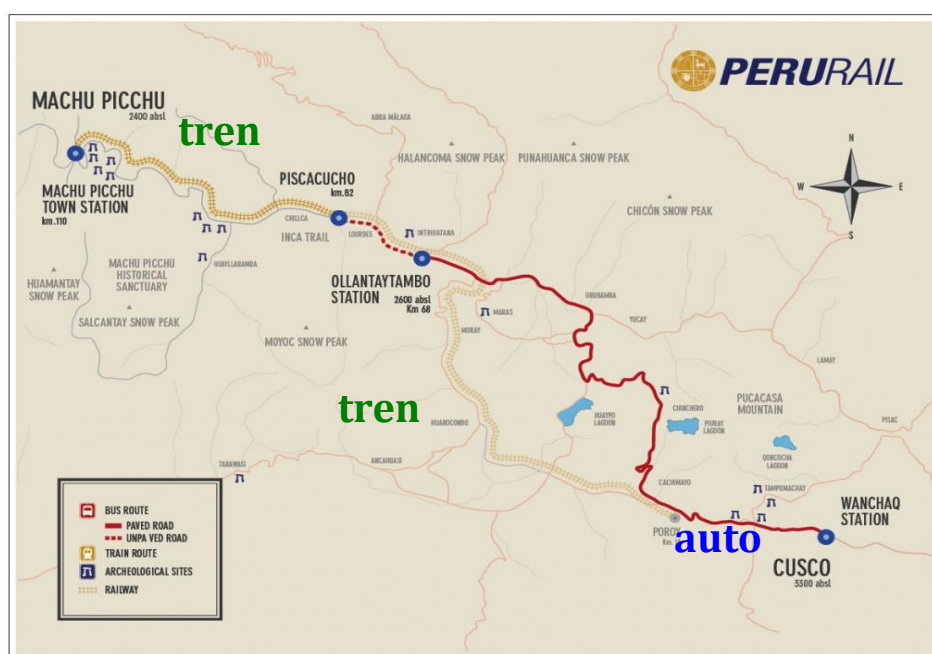 PERURAIL
MACHU PICCHU
2400 absl
tren
ABRA MÁLAGA
HALANCOMA SNOW PEAK
PUNAHUANCA SNOW PEAK
N
W
E
S
MACHU PICCHU
TOWN STATION
km.110
PISCACUCHO
km.82
CHILLCA
INCA TRAIL
LOURDES
INTIHUATANA
CHICÓN SNOW PEAK
HUAYLLABAMBA
MACHU PICCHU
HISTORICAL
SANCTUARY
HUAMANTAY
SNOW PEAK
SALCANTAY SNOW PEAK
OLLANTAYTAMBO
STATION
2600 absl
Km 68
MARAS
MORAY
URUBAMBA
YUCAY
MOYOC SNOW PEAK
LAMAY
tren
HUAROCONDO
HUAYPO
LAGOON
CHINCHERO
PIURAY
LAGOON
PUCACASA
MOUNTAIN
PISAC
QORICOCHA
LAGOON
ANCAHUASI
TARAWASI
CACHIMAYO
TAMPUMACHAY
WANCHAQ
STATION
POROY
auto
CUSCO
3300 absl
BUS ROUTE
PAVED ROAD
UNPA VED ROAD
TRAIN ROUTE
ARCHEOLOGICAL SITES
RAILWAY